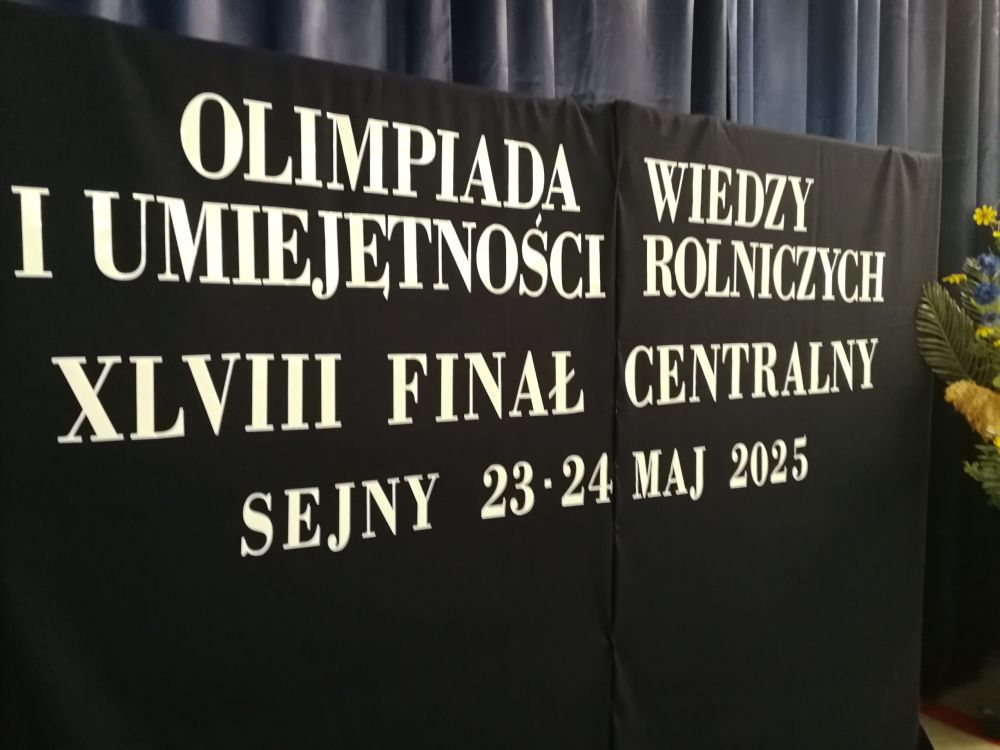 OLIMPIADA WIEDZY
I UMIEJĘTNOŚCI ROLNICZYCH
XLVIII FINAŁ CENTRALNY
SEJNY 23-24 MAJ 2025